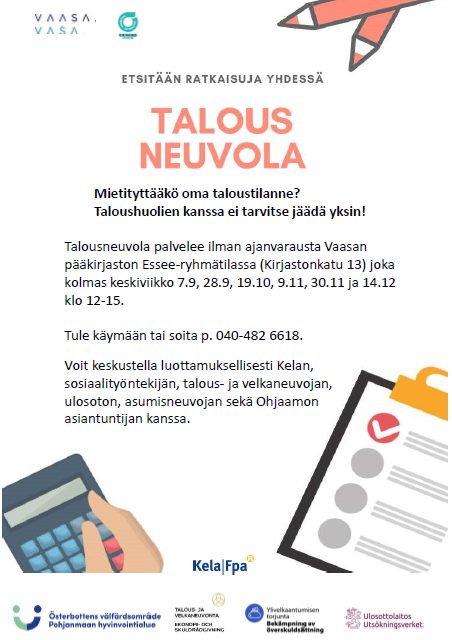 VAASA.
VASA.
ETSITÄÄN RATKAISUJA YHDESSÄ
TALOUS
NEUVOLA
Mietityttääkö oma taloustilanne?
Taloushuolien kanssa ei tarvitse jäädä yksin!
Talousneuvola palvelee ilman ajanvarausta Vaasan
pääkirjaston Essee-ryhmätilassa (Kirjastonkatu 13) joka
kolmas keskiviikko 7.9, 28.9, 19.10, 9.11, 30.11 ja 14.12
klo 12-15.
Tule käymään tai soita p. 040-482 6618.
Voit keskustella luottamuksellisesti Kelan,
sosiaalityöntekijän, talous- ja velkaneuvojan,
ulosoton, asumisneuvojan sekä Ohjaamon
asiantuntijan kanssa.
Kela|Fpa
Österbottens välfärdsområde
Pohjanmaan hyvinvointialue
TALOUS- JA
VELKANEUVONTA
EKONOMI- OCH
SKULDRÅDGIVNING
Ylivelkaantumisen
torjunta
Bekämpning av
överskuldsättning
Ulosottolaitos
Utsökningsverket